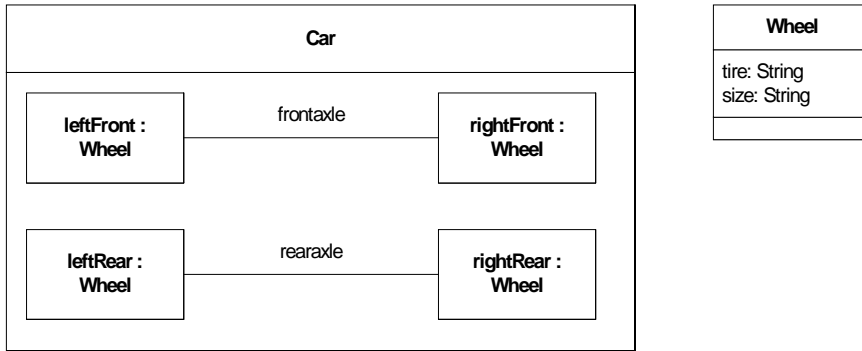 Car
leftFront :
Wheel
frontaxle
rightFront :
Wheel
leftRear :
Wheel
rearaxle
rightRear :
Wheel
Wheel
tire: String
size: String